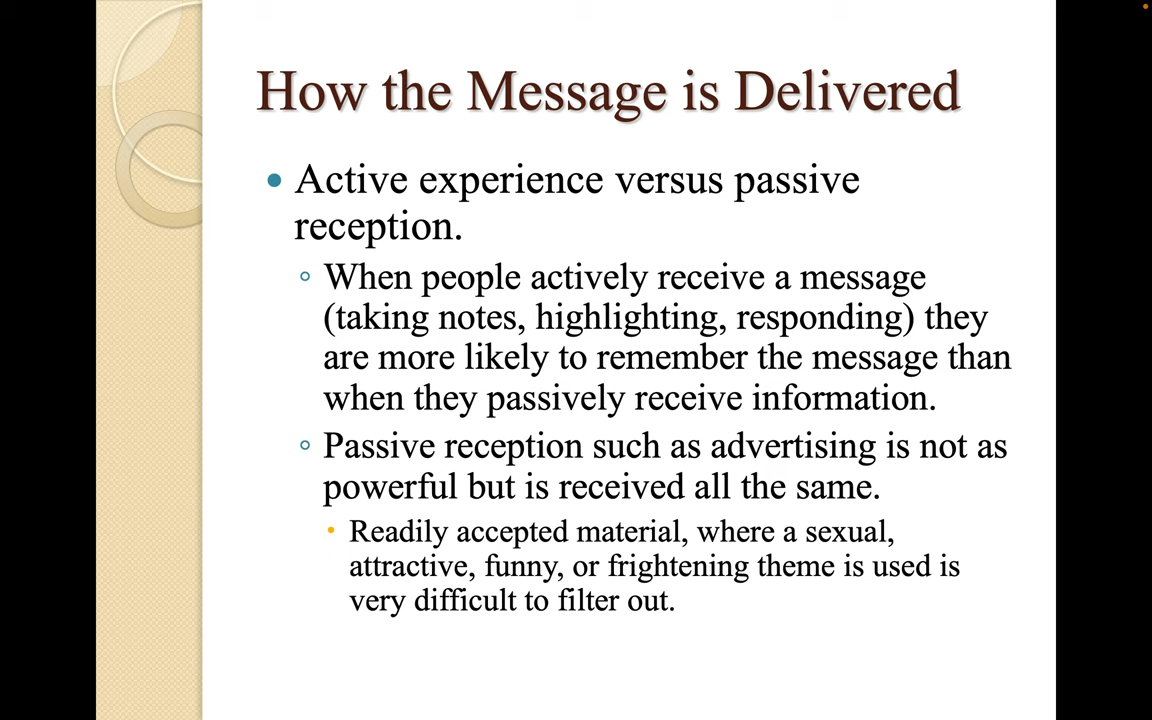 How the Message is Delivered
Active experience versus passive
reception.
When people actively receive a message
(taking notes, highlighting, responding) they
are more likely to remember the message than
when they passively receive information.
Passive reception such as advertising is not as
powerful but is received all the same.
Readily accepted material, where a sexual,
attractive, funny, or frightening theme is used is
very difficult to filter out.